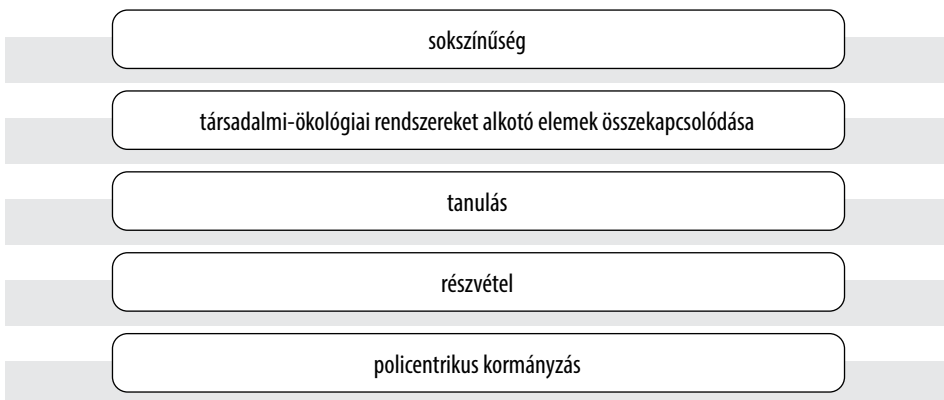 sokszínűség
társadalmi-ökológiai rendszereket alkotó elemek összekapcsolódása
tanulás
részvétel
policentrikus kormányzás